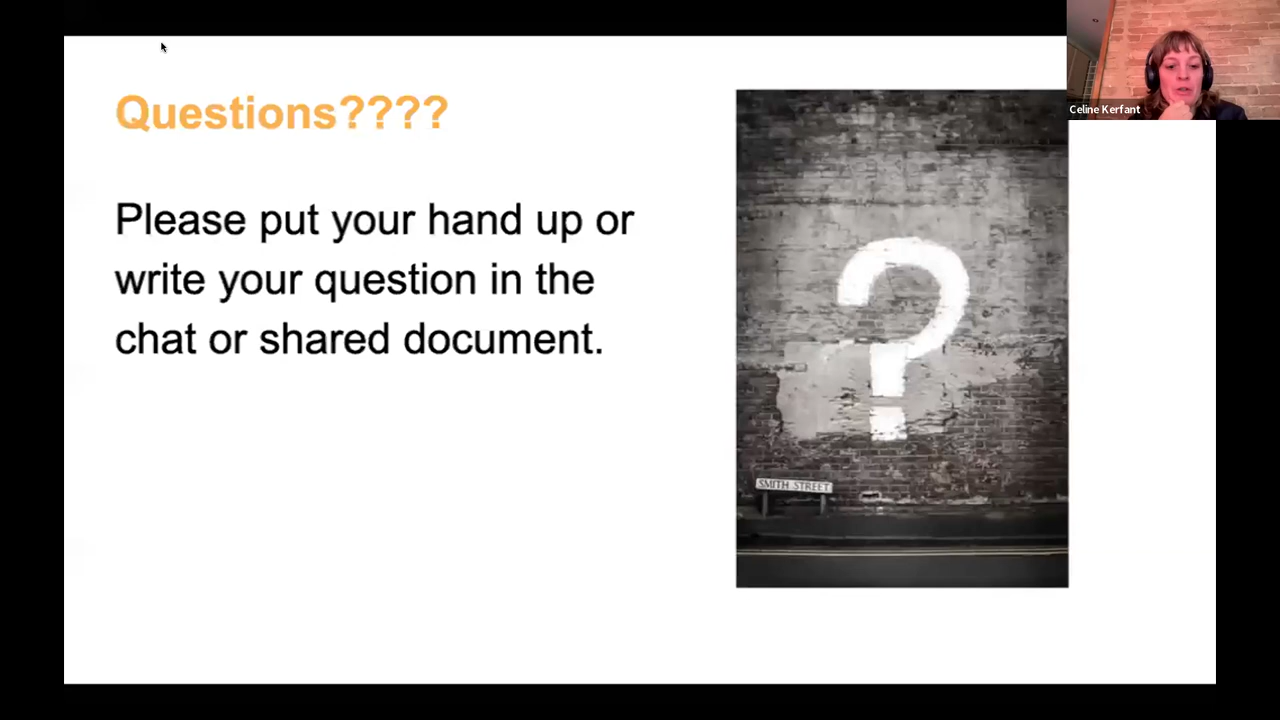 Questions????
Please put your hand up or
write your question in the
chat or shared document.
SMITH STREET
Celine Kerfant